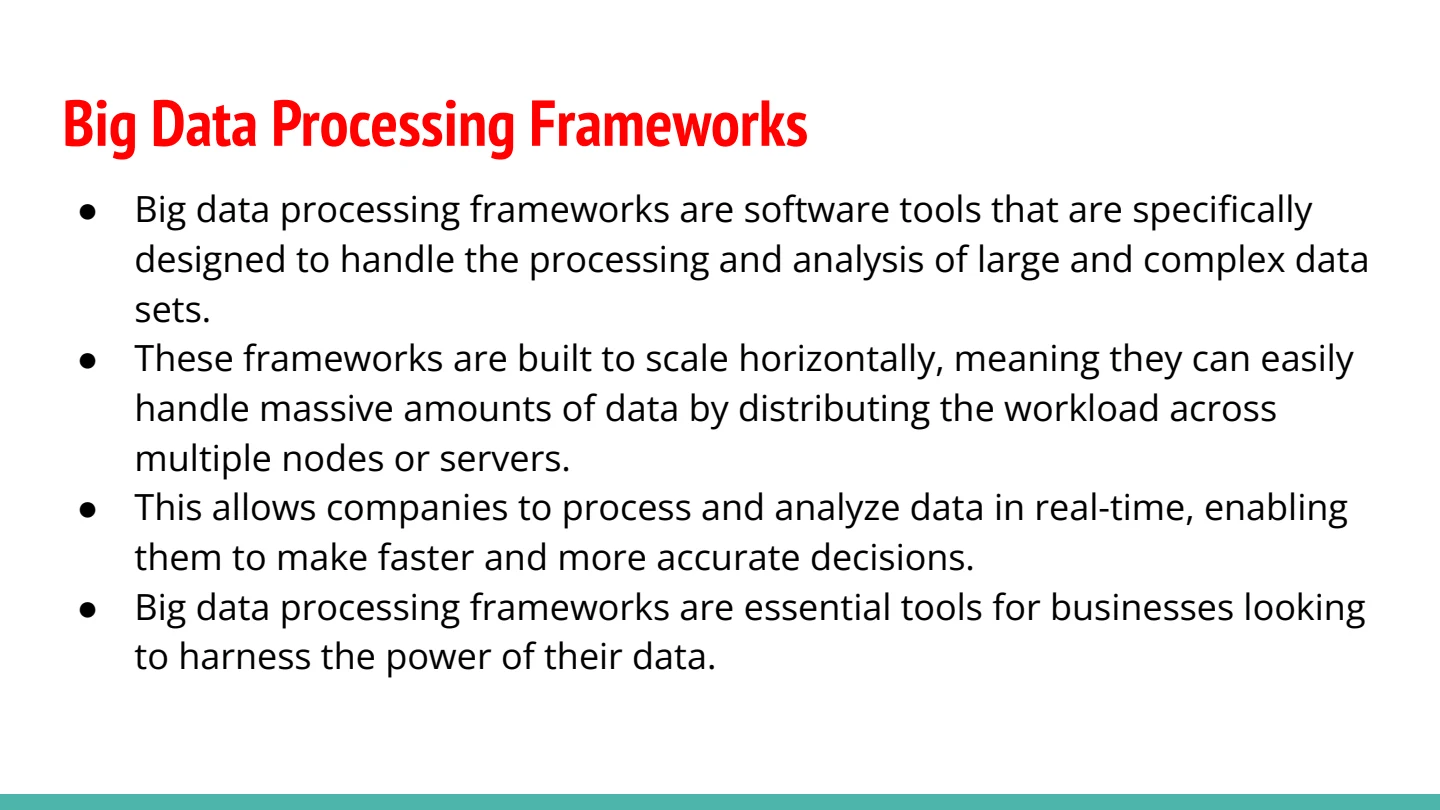 Big Data Processing Frameworks
● Big data processing frameworks are software tools that are specifically
designed to handle the processing and analysis of large and complex data
sets.
● These frameworks are built to scale horizontally, meaning they can easily
handle massive amounts of data by distributing the workload across
multiple nodes or servers.
● This allows companies to process and analyze data in real-time, enabling
them to make faster and more accurate decisions.
● Big data processing frameworks are essential tools for businesses looking
to harness the power of their data.